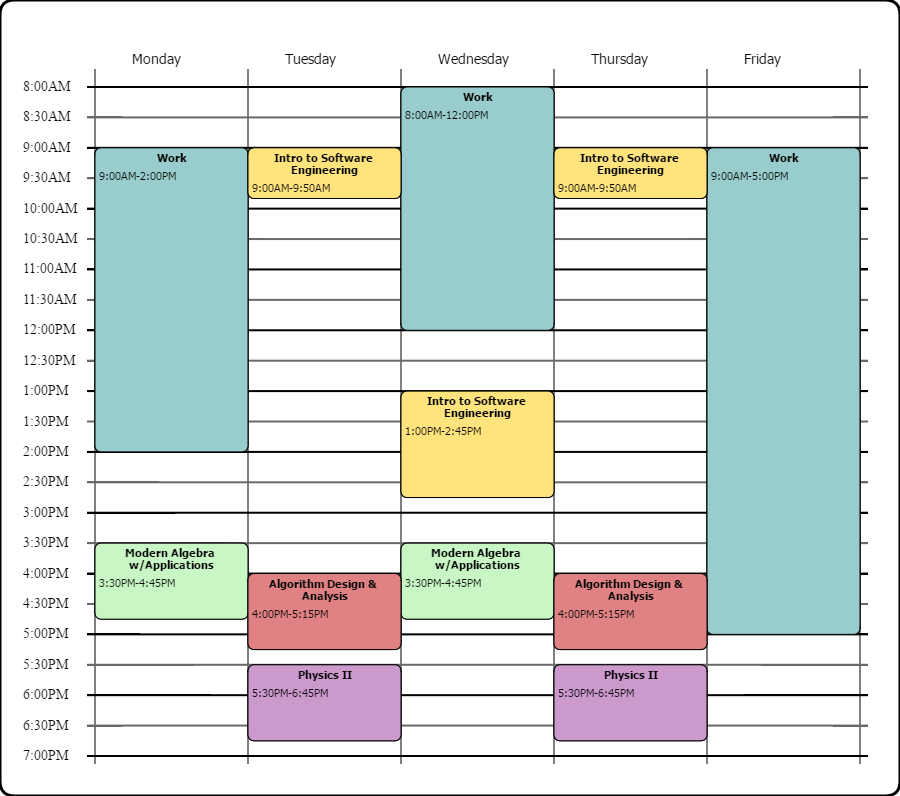 Monday Tuesday Wednesday Thursday Friday
8:00AM
8:30AM
9:00AM
9:30AM
10:00AM
10:30AM
11:00AM
11:30AM
12:00PM
12:30PM
1:00PM
1:30PM
2:00PM
2:30PM
3:00PM
3:30PM
4:00PM
4:30PM
5:00PM
5:30PM
6:00PM
6:30PM
7:00PM
Work
9:00AM-2:00PM
Modern Algebra
w/Applications
3:30PM-4:45PM
Intro to Software
Engineering
9:00AM-9:50AM
Algorithm Design &
Analysis
4:00PM-5:15PM
Physics II
5:30PM-6:45PM
Work
8:00AM-12:00PM
Intro to Software
Engineering
1:00PM-2:45PM
Modern Algebra
w/Applications
3:30PM-4:45PM
Intro to Software
Engineering
9:00AM-9:50AM
Algorithm Design &
Analysis
4:00PM-5:15PM
Physics II
5:30PM-6:45PM
Work
9:00AM-5:00PM